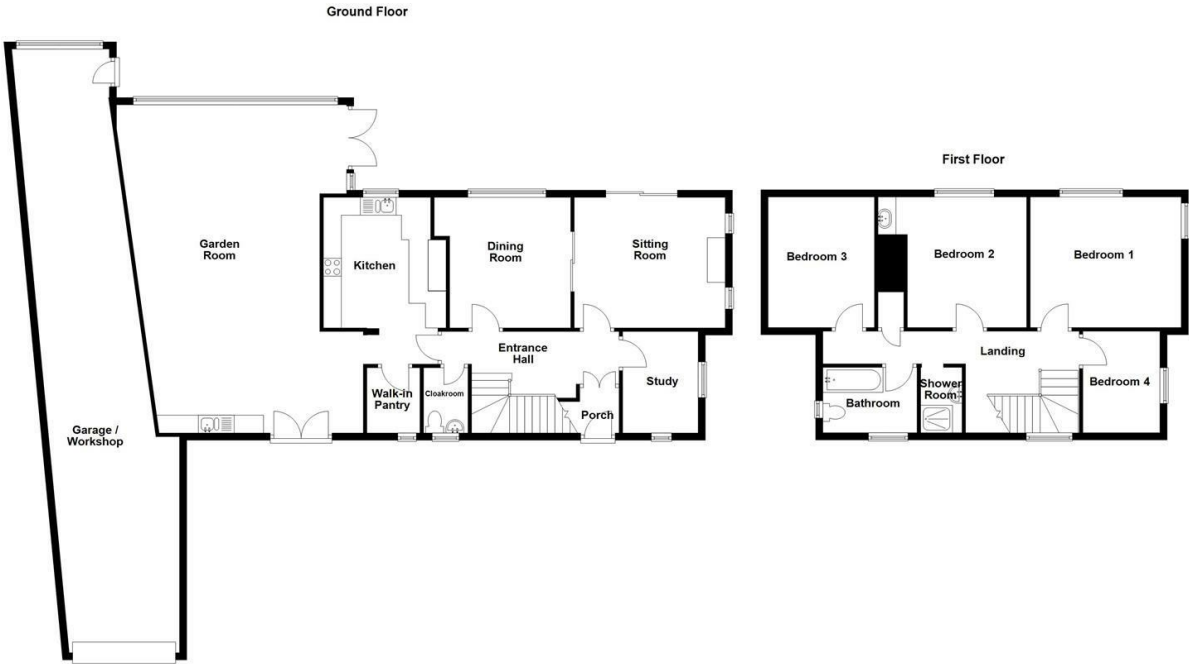 Ground Floor
Garden
Room
Kitchen
Dining
Room
Sitting
Room
Entrance
Hall
Study
Walk-in
Pantry
Cloakroom
Porch
Garage /
Workshop
First Floor
Bedroom 3
Bedroom 2
Bedroom 1
Landing
Bedroom 4
Shower
Room
Bathroom